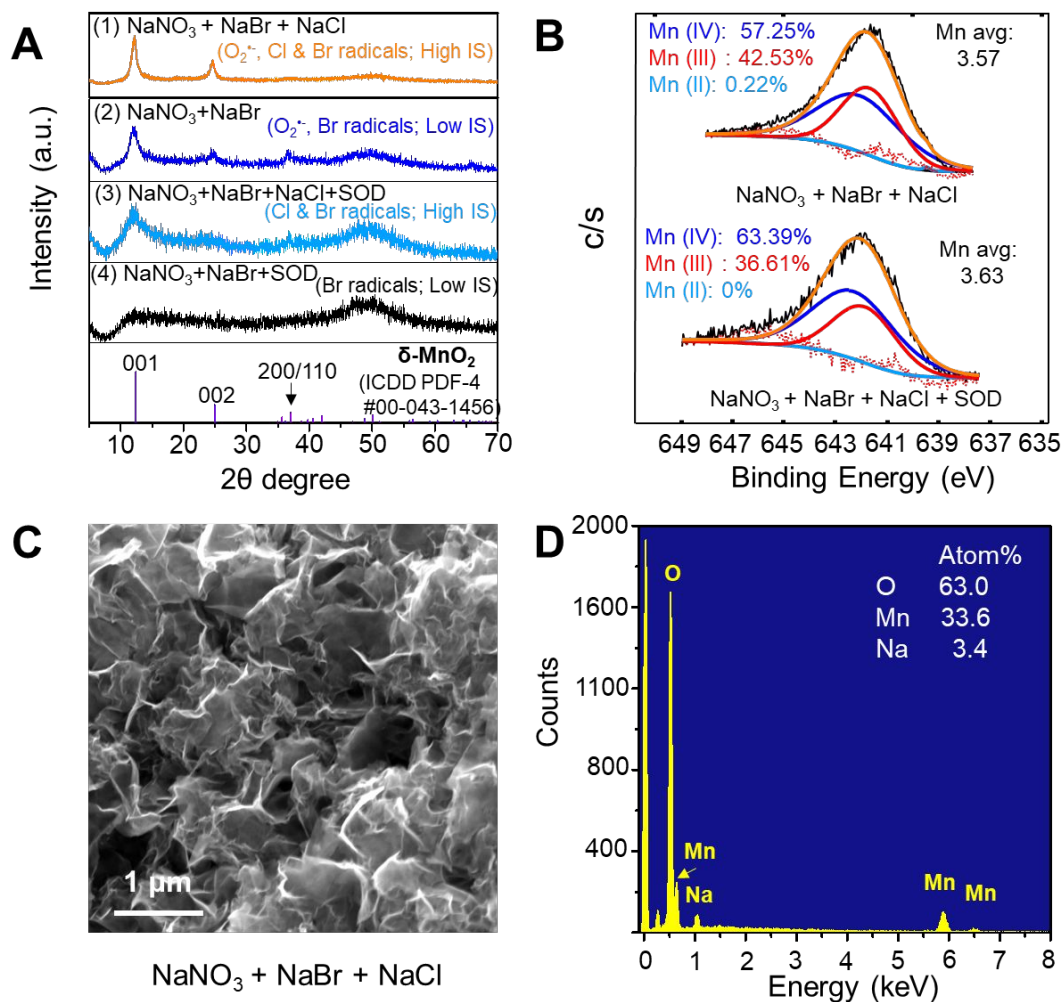 A
(1) NaNO₃ + NaBr + NaCl
(O₂•-, Cl & Br radicals; High IS)
(2) NaNO₃+NaBr
(O₂•-, Br radicals; Low IS)
(3) NaNO₃+NaBr+NaCl+SOD
(Cl & Br radicals; High IS)
(4) NaNO₃+NaBr+SOD
(Br radicals; Low IS)
δ-MnO₂
(ICDD PDF-4
#00-043-1456)
001
002
200/110
10 20 30 40 50 60 70
2θ degree
Intensity (a.u.)
B
Mn (IV): 57.25%
Mn (III) : 42.53%
Mn (II): 0.22%
Mn avg:
3.57
NaNO₃ + NaBr + NaCl
Mn (IV): 63.39%
Mn (III) : 36.61%
Mn (II): 0%
Mn avg:
3.63
NaNO₃ + NaBr + NaCl + SOD
649 647 645 643 641 639 637 635
Binding Energy (eV)
c/s
C
1 µm
NaNO₃ + NaBr + NaCl
D
2000
1600
1100
800
400
Counts
Atom%
O 63.0
Mn 33.6
Na 3.4
O
Mn
Na
Mn
Mn
0 1 2 3 4 5 6 7 8
Energy (keV)